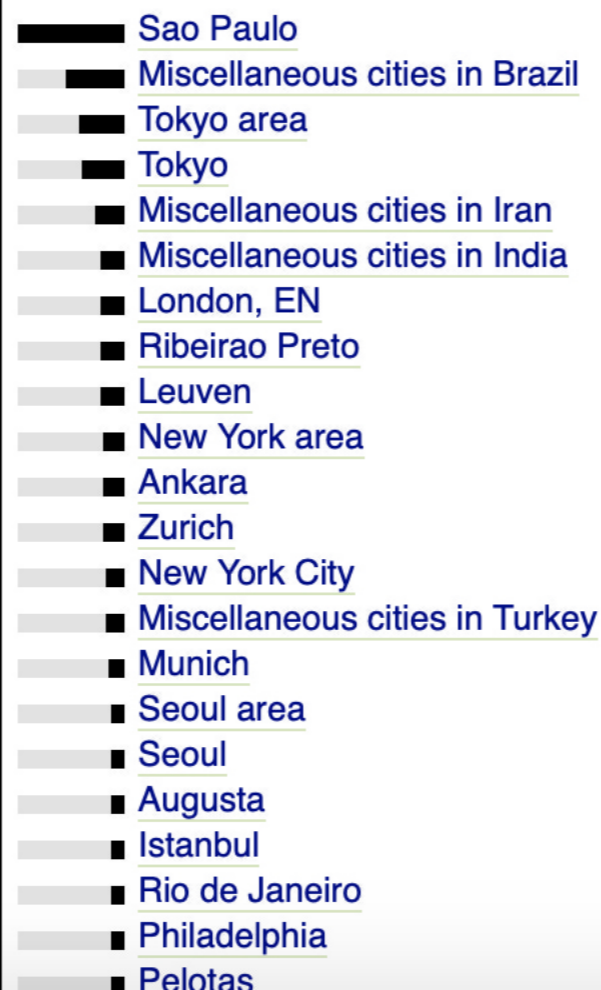 Sao Paulo
Miscellaneous cities in Brazil
Tokyo area
Tokyo
Miscellaneous cities in Iran
Miscellaneous cities in India
London, EN
Ribeirao Preto
Leuven
New York area
Ankara
Zurich
New York City
Miscellaneous cities in Turkey
Munich
Seoul area
Seoul
Augusta
Istanbul
Rio de Janeiro
Philadelphia
Pelotas